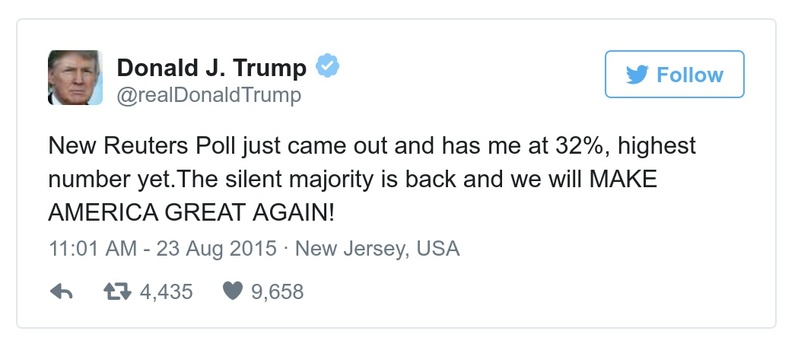 Donald J. Trump
@realDonaldTrump
Follow
New Reuters Poll just came out and has me at 32%, highest
number yet.The silent majority is back and we will MAKE
AMERICA GREAT AGAIN!
11:01 AM - 23 Aug 2015 · New Jersey, USA
4,435 9,658